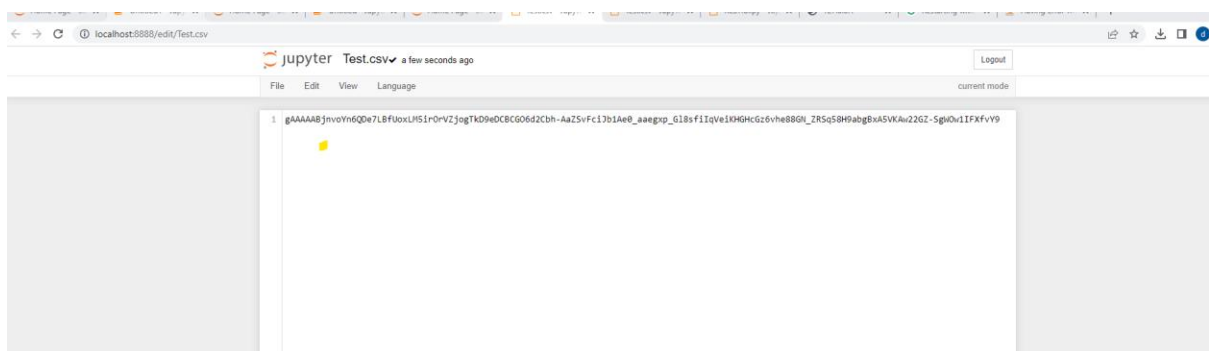 localhost:8888/edit/Test.csv
jupyter Test.csv✔ a few seconds ago
Logout
File Edit View Language
current mode
1 gAAAAABjnvoYn6QDe7LBfUoxLM5irOrVZjogTkD9eDCBCGO6d2Cbh-AaZSvFciJb1Ae0_aaegxp_Gl8sfiIqVeiKHGHcGz6vhe88GN_ZRSq58H9abgBxA5VKAw22GZ-SgWOw1IFXfvY9